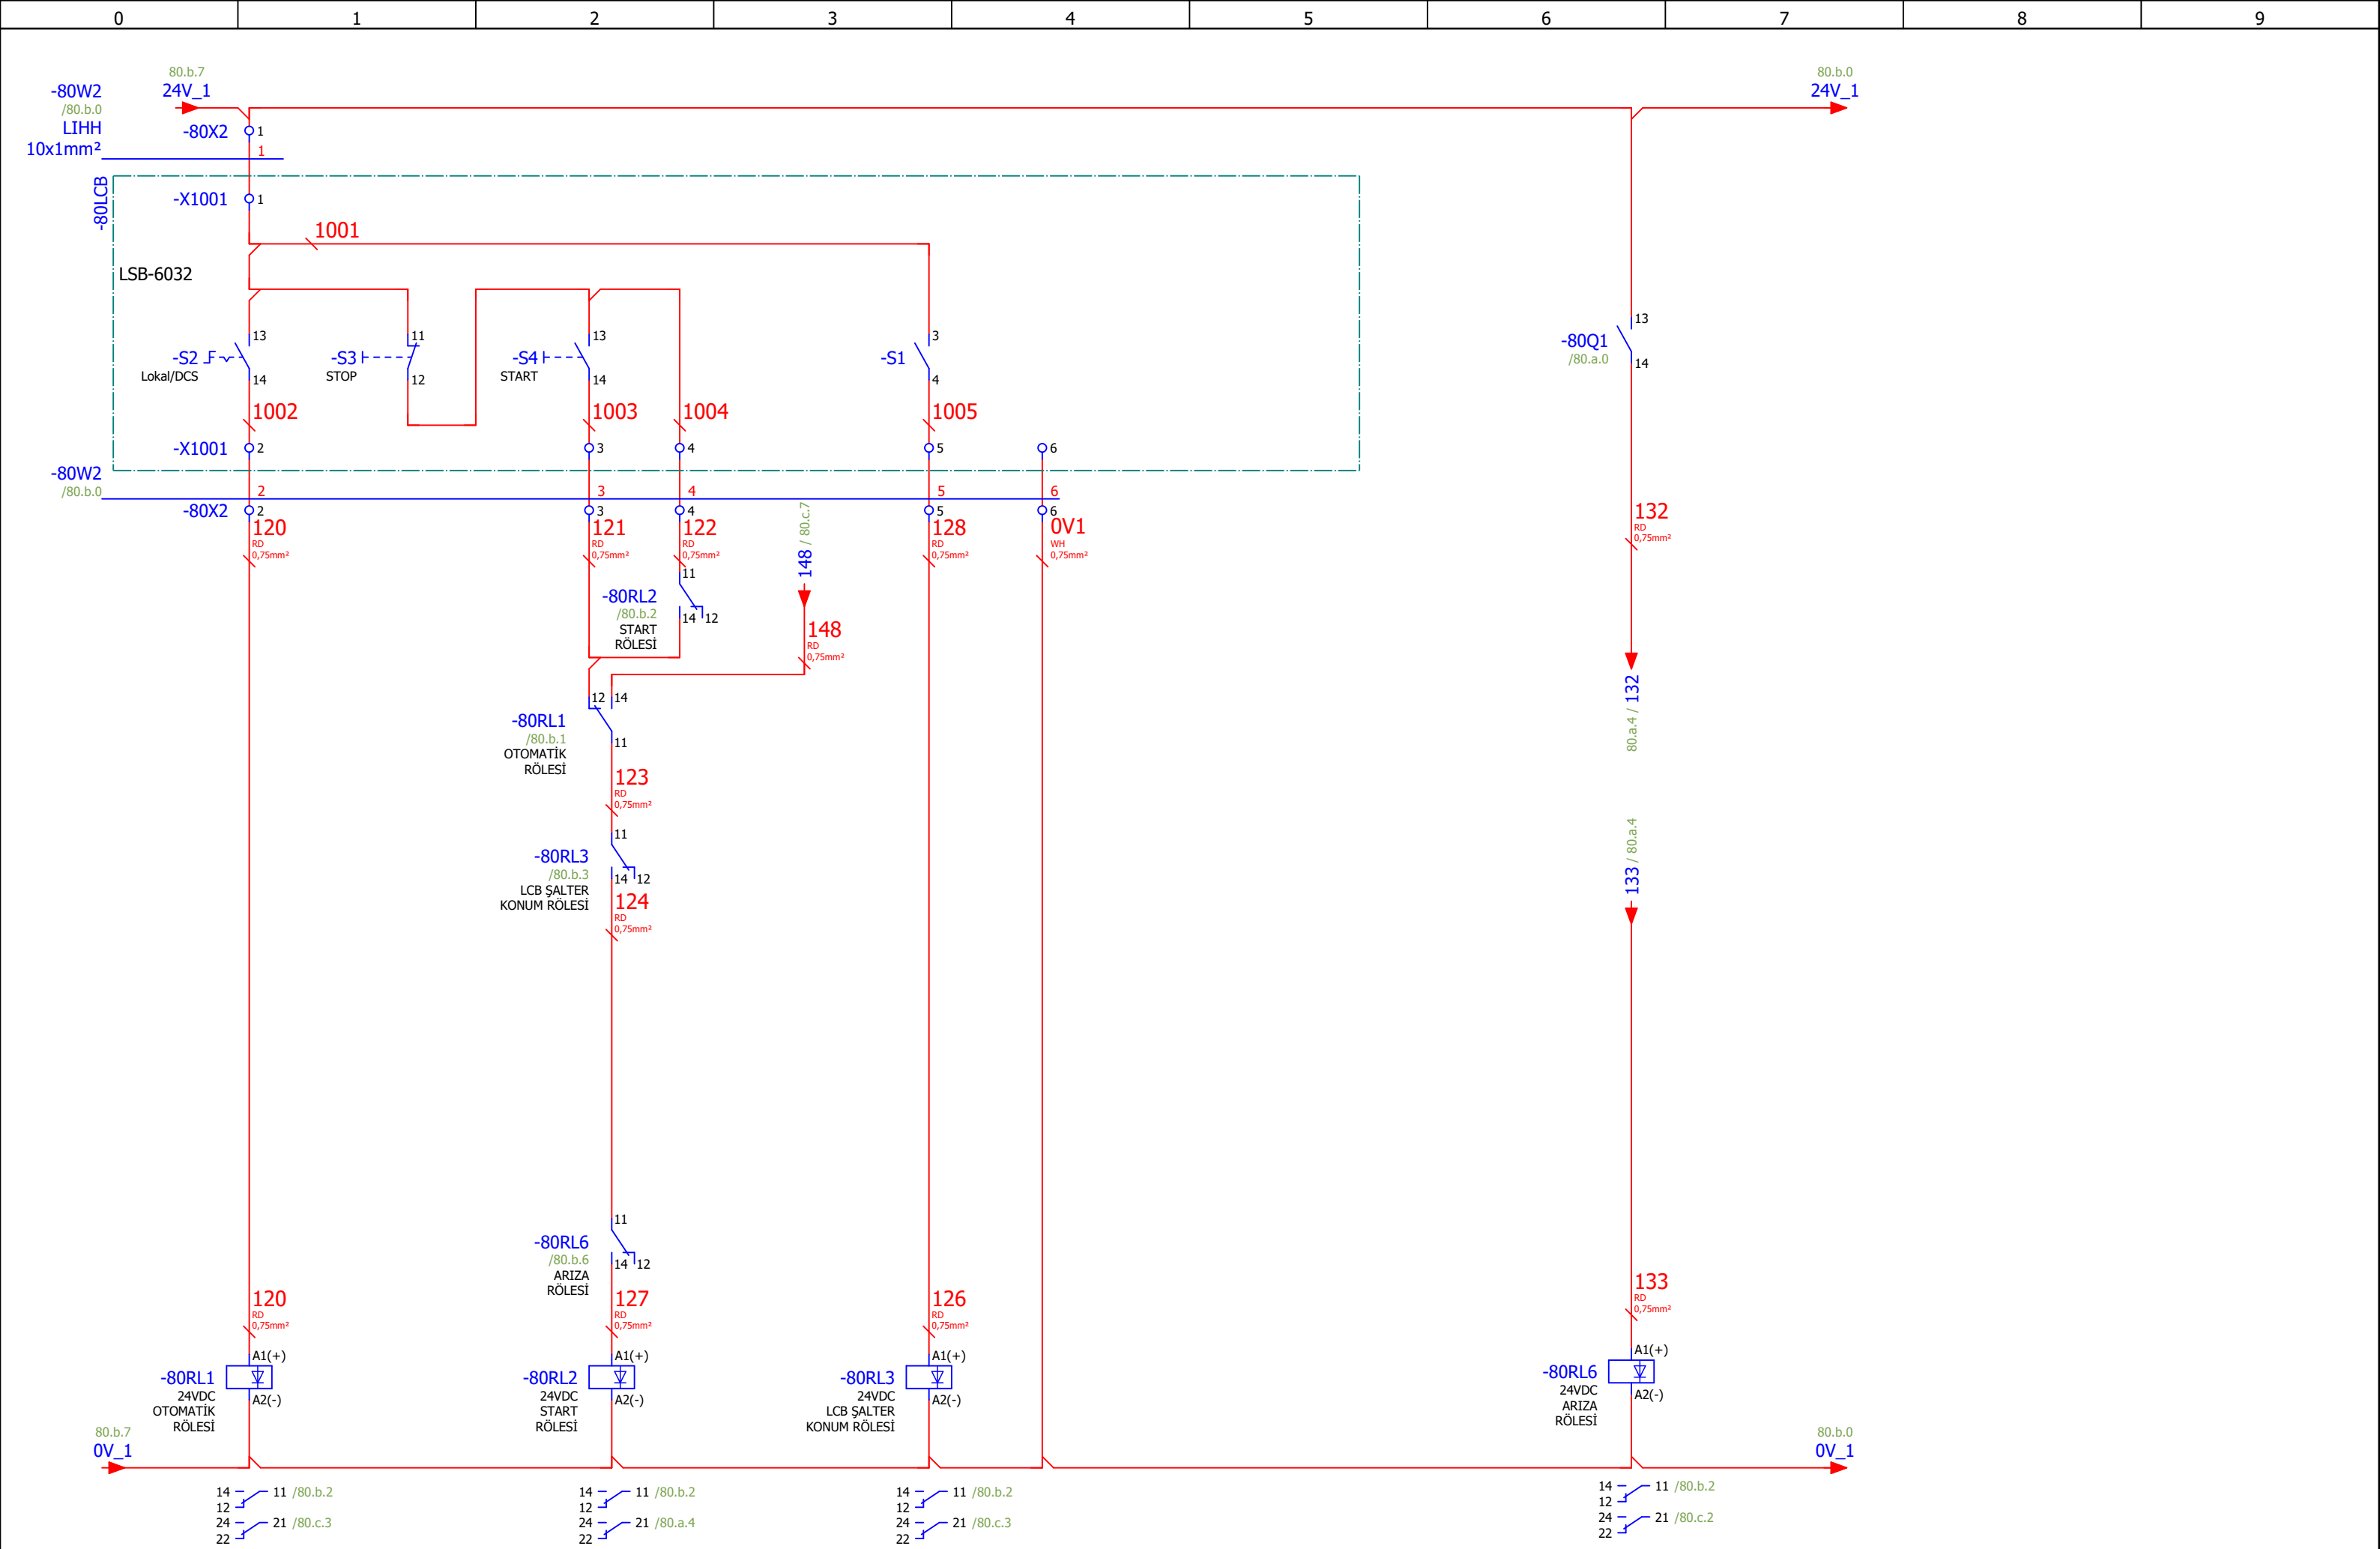 0 1 2 3 4 5 6 7 8 9
80.b.7
24V_1
80.b.0
24V_1
-80W2
/80.b.0
LIHH
10x1mm²
-80X2 1
1
-80LCB
-X1001 1
1001
LSB-6032
-S2
Lokal/DCS
13
14
-S3
STOP
11
12
-S4
START
13
14
-S1
3
4
-80Q1
/80.a.0
13
14
1002
1003
1004
1005
-X1001 2 3 4 5 6
-80W2
/80.b.0
2 3 4 5 6
-80X2 2 3 4 5 6
120
RD
0,75mm²
121
RD
0,75mm²
122
RD
0,75mm²
148 / 80.c.7
128
RD
0,75mm²
0V1
WH
0,75mm²
132
RD
0,75mm²
-80RL2
/80.b.2
START
RÖLESİ
11
14 12
148
RD
0,75mm²
80.a.4 / 132
-80RL1
/80.b.1
OTOMATİK
RÖLESİ
12 14
11
123
RD
0,75mm²
-80RL3
/80.b.3
LCB ŞALTER
KONUM RÖLESİ
11
14 12
124
RD
0,75mm²
133 / 80.a.4
-80RL6
/80.b.6
ARIZA
RÖLESİ
11
14 12
120
RD
0,75mm²
127
RD
0,75mm²
126
RD
0,75mm²
133
RD
0,75mm²
-80RL1
24VDC
OTOMATİK
RÖLESİ
A1(+)
A2(-)
-80RL2
24VDC
START
RÖLESİ
A1(+)
A2(-)
-80RL3
24VDC
LCB ŞALTER
KONUM RÖLESİ
A1(+)
A2(-)
-80RL6
24VDC
ARIZA
RÖLESİ
A1(+)
A2(-)
80.b.7
0V_1
80.b.0
0V_1
14 11 /80.b.2
12
24 21 /80.c.3
22
14 11 /80.b.2
12
24 21 /80.a.4
22
14 11 /80.b.2
12
24 21 /80.c.3
22
14 11 /80.b.2
12
24 21 /80.c.2
22